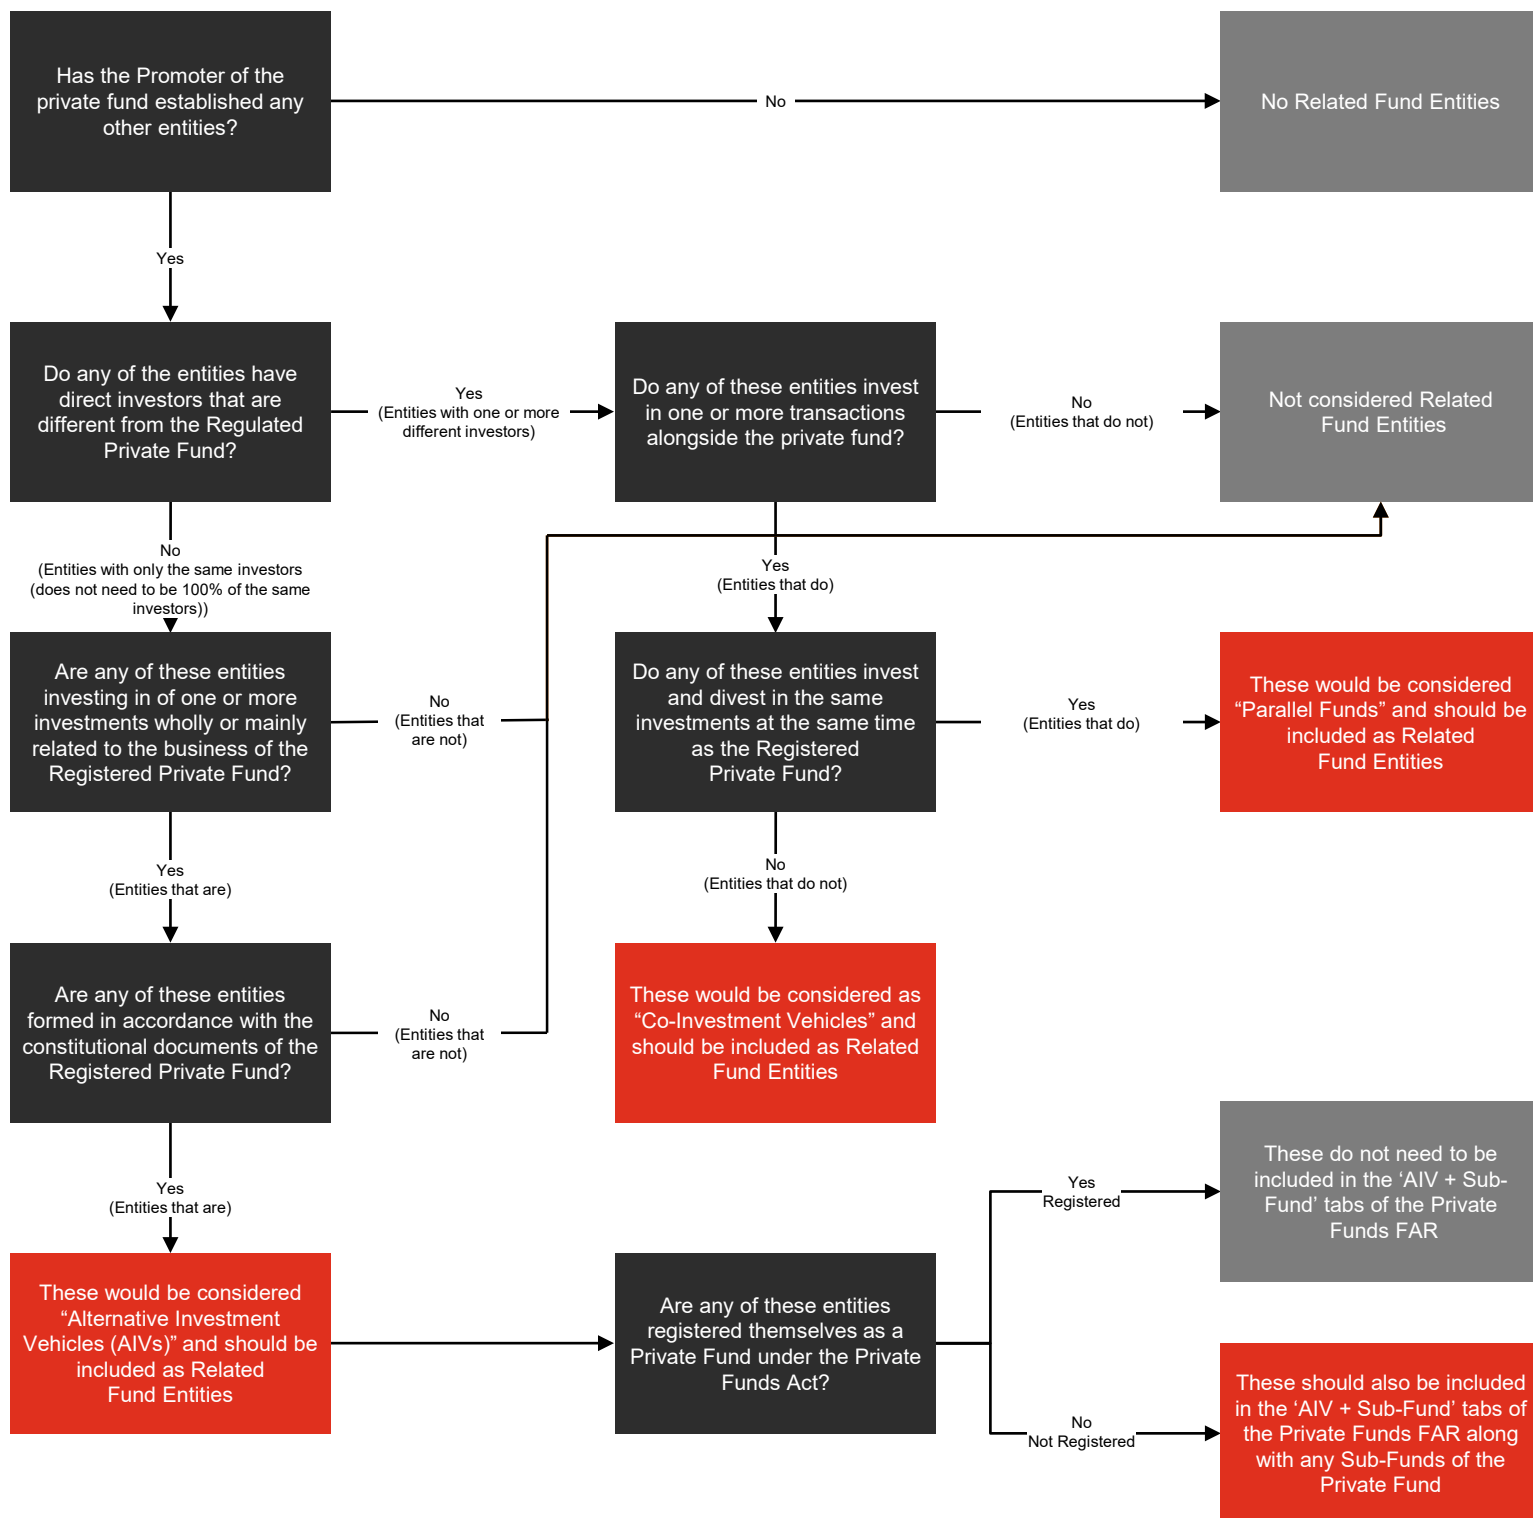 Has the Promoter of the
private fund established any
other entities?
No
No Related Fund Entities
Yes
Do any of the entities have
direct investors that are
different from the Regulated
Private Fund?
Yes
(Entities with one or more
different investors)
Do any of these entities invest
in one or more transactions
alongside the private fund?
No
(Entities that do not)
Not considered Related
Fund Entities
No
(Entities with only the same investors
(does not need to be 100% of the same
investors))
Yes
(Entities that do)
Are any of these entities
investing in of one or more
investments wholly or mainly
related to the business of the
Registered Private Fund?
No
(Entities that
are not)
Do any of these entities invest
and divest in the same
investments at the same time
as the Registered
Private Fund?
Yes
(Entities that do)
These would be considered
“Parallel Funds” and should be
included as Related
Fund Entities
Yes
(Entities that are)
No
(Entities that do not)
Are any of these entities
formed in accordance with the
constitutional documents of the
Registered Private Fund?
No
(Entities that
are not)
These would be considered as
“Co-Investment Vehicles” and
should be included as Related
Fund Entities
Yes
(Entities that are)
Yes
Registered
These do not need to be
included in the ‘AIV + Sub-
Fund’ tabs of the Private
Funds FAR
These would be considered
“Alternative Investment
Vehicles (AIVs)” and should be
included as Related
Fund Entities
Are any of these entities
registered themselves as a
Private Fund under the Private
Funds Act?
No
Not Registered
These should also be included
in the ‘AIV + Sub-Fund’ tabs of
the Private Funds FAR along
with any Sub-Funds of the
Private Fund